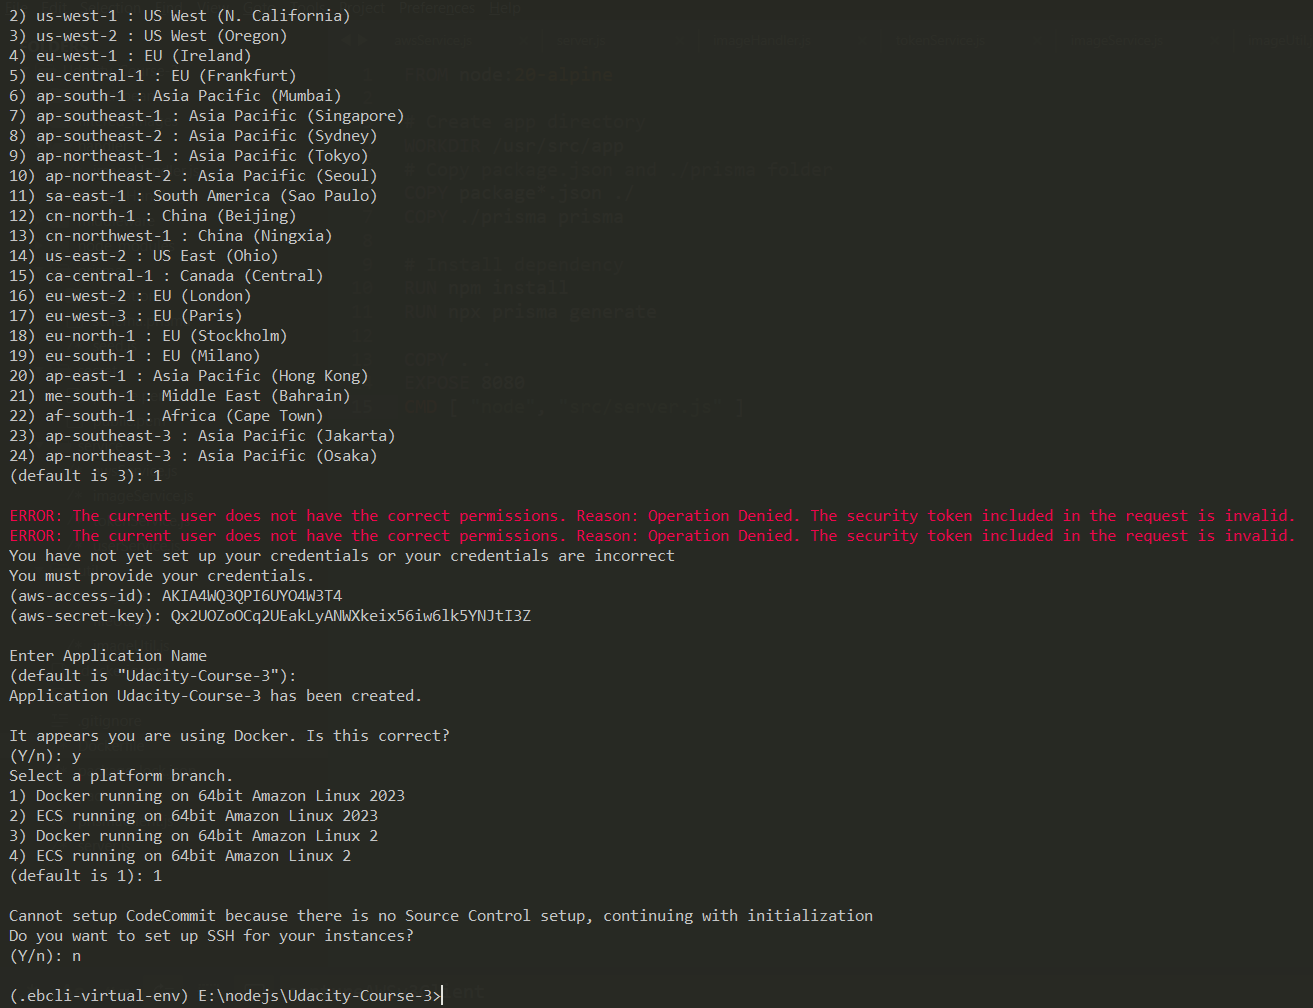 2) us-west-1 : US West (N. California)
3) us-west-2 : US West (Oregon)
4) eu-west-1 : EU (Ireland)
5) eu-central-1 : EU (Frankfurt)
6) ap-south-1 : Asia Pacific (Mumbai)
7) ap-southeast-1 : Asia Pacific (Singapore)
8) ap-southeast-2 : Asia Pacific (Sydney)
9) ap-northeast-1 : Asia Pacific (Tokyo)
10) ap-northeast-2 : Asia Pacific (Seoul)
11) sa-east-1 : South America (Sao Paulo)
12) cn-north-1 : China (Beijing)
13) cn-northwest-1 : China (Ningxia)
14) us-east-2 : US East (Ohio)
15) ca-central-1 : Canada (Central)
16) eu-west-2 : EU (London)
17) eu-west-3 : EU (Paris)
18) eu-north-1 : EU (Stockholm)
19) eu-south-1 : EU (Milano)
20) ap-east-1 : Asia Pacific (Hong Kong)
21) me-south-1 : Middle East (Bahrain)
22) af-south-1 : Africa (Cape Town)
23) ap-southeast-3 : Asia Pacific (Jakarta)
24) ap-northeast-3 : Asia Pacific (Osaka)
(default is 3): 1
ERROR: The current user does not have the correct permissions. Reason: Operation Denied. The security token included in the request is invalid.
ERROR: The current user does not have the correct permissions. Reason: Operation Denied. The security token included in the request is invalid.
You have not yet set up your credentials or your credentials are incorrect
You must provide your credentials.
(aws-access-id): AKIA4WQ3QPI6UYO4W3T4
(aws-secret-key): Qx2UOZoOCq2UEakLyANWXkeix56iw6lk5YNJtI3Z
Enter Application Name
(default is "Udacity-Course-3"):
Application Udacity-Course-3 has been created.
It appears you are using Docker. Is this correct?
(Y/n): y
Select a platform branch.
1) Docker running on 64bit Amazon Linux 2023
2) ECS running on 64bit Amazon Linux 2023
3) Docker running on 64bit Amazon Linux 2
4) ECS running on 64bit Amazon Linux 2
(default is 1): 1
Cannot setup CodeCommit because there is no Source Control setup, continuing with initialization
Do you want to set up SSH for your instances?
(Y/n): n
(.ebcli-virtual-env) E:\nodejs\Udacity-Course-3>